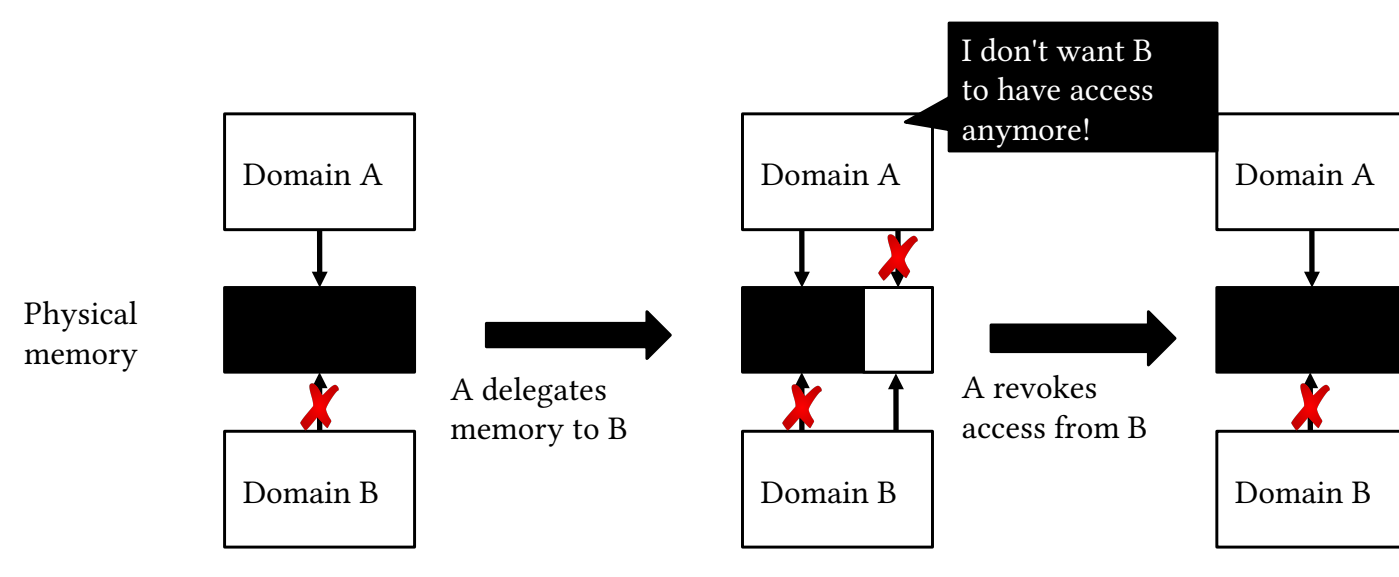 I don't want B
to have access
anymore!
Domain A
Domain A
Domain A
Physical
memory
A delegates
memory to B
A revokes
access from B
Domain B
Domain B
Domain B